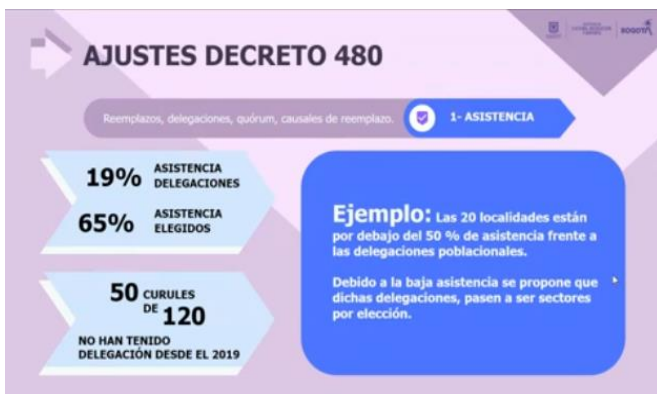 BOGOTÁ
AJUSTES DECRETO 480
Reemplazos, delegaciones, quórum, causales de reemplazo.
1- ASISTENCIA
19% ASISTENCIA
DELEGACIONES
65% ASISTENCIA
ELEGIDOS
50 CURULES
DE 120
NO HAN TENIDO
DELEGACIÓN DESDE EL 2019
Ejemplo: Las 20 localidades están
por debajo del 50 % de asistencia frente a
las delegaciones poblacionales.
Debido a la baja asistencia se propone que
dichas delegaciones, pasen a ser sectores
por elección.